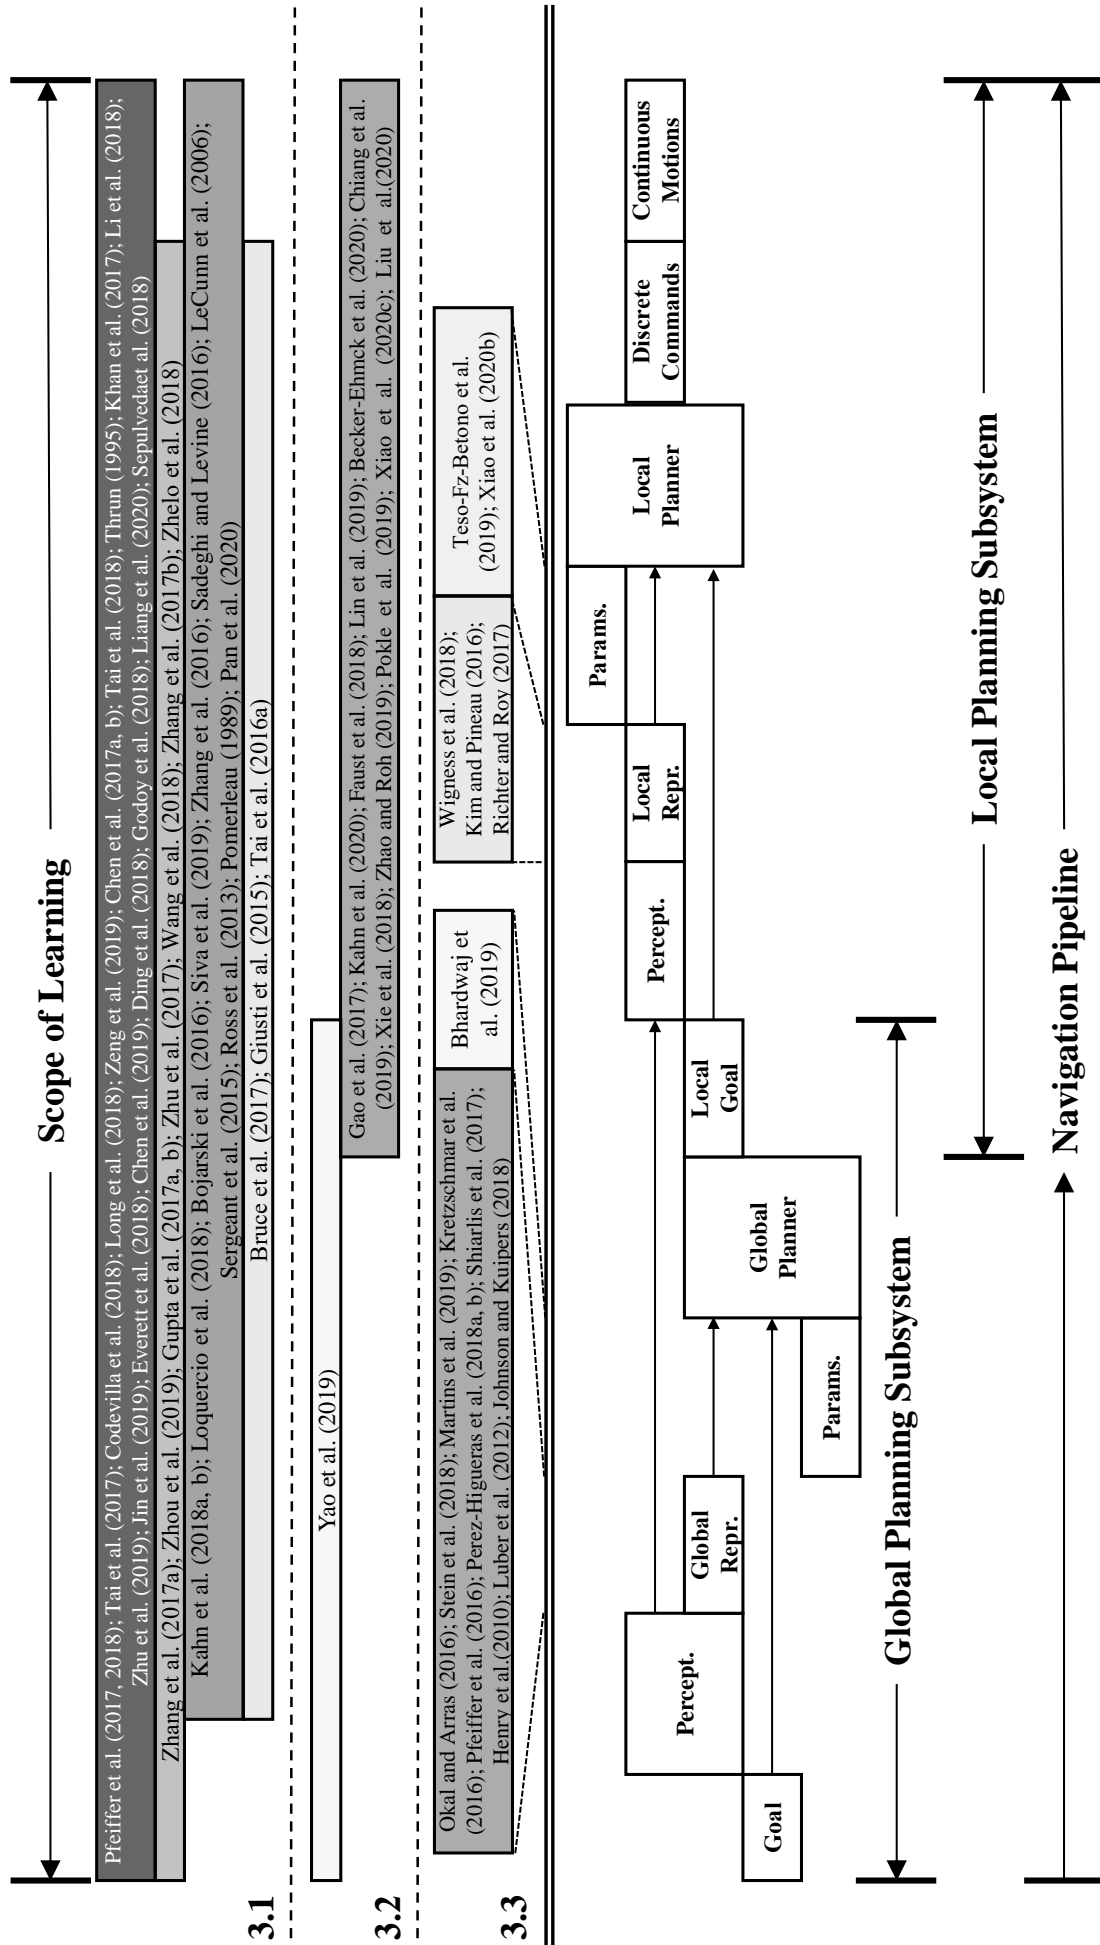 Scope of Learning
Pfeiffer et al. (2017, 2018); Tai et al. (2017); Codevilla et al. (2018); Long et al. (2018); Zeng et al. (2019); Chen et al. (2017a, b); Tai et al. (2018); Thrun (1995); Khan et al. (2017); Li et al. (2018);
Zhu et al. (2019); Jin et al. (2019); Everett et al. (2018); Chen et al. (2019); Ding et al. (2018); Godoy et al. (2018); Liang et al. (2020); Sepulvedaet al. (2018)
Zhang et al. (2017a); Zhou et al. (2019); Gupta et al. (2017a, b); Zhu et al. (2017); Wang et al. (2018); Zhang et al. (2017b); Zhelo et al. (2018)
Kahn et al. (2018a, b); Loquercio et al. (2018); Bojarski et al. (2016); Siva et al. (2019); Zhang et al. (2016); Sadeghi and Levine (2016); LeCunn et al. (2006);
Sergeant et al. (2015); Ross et al. (2013); Pomerleau (1989); Pan et al. (2020)
Bruce et al. (2017); Giusti et al. (2015); Tai et al. (2016a)
3.1
Yao et al. (2019)
Gao et al. (2017); Kahn et al. (2020); Faust et al. (2018); Lin et al. (2019); Becker-Ehmck et al. (2020); Chiang et al.
(2019); Xie et al. (2018); Zhao and Roh (2019); Pokle et al. (2019); Xiao et al. (2020c); Liu et al.(2020)
3.2
Okal and Arras (2016); Stein et al. (2018); Martins et al. (2019); Kretzschmar et al.
(2016); Pfeiffer et al. (2016); Perez-Higueras et al. (2018a, b); Shiarlis et al. (2017);
Henry et al.(2010); Luber et al. (2012); Johnson and Kuipers (2018)
Bhardwaj et
al. (2019)
Wigness et al. (2018);
Kim and Pineau (2016);
Richter and Roy (2017)
Teso-Fz-Betono et al.
(2019); Xiao et al. (2020b)
3.3
Goal
Percept.
Global
Repr.
Params.
Global
Planner
Local
Goal
Percept.
Local
Repr.
Params.
Local
Planner
Discrete
Commands
Continuous
Motions
Global Planning Subsystem
Local Planning Subsystem
Navigation Pipeline